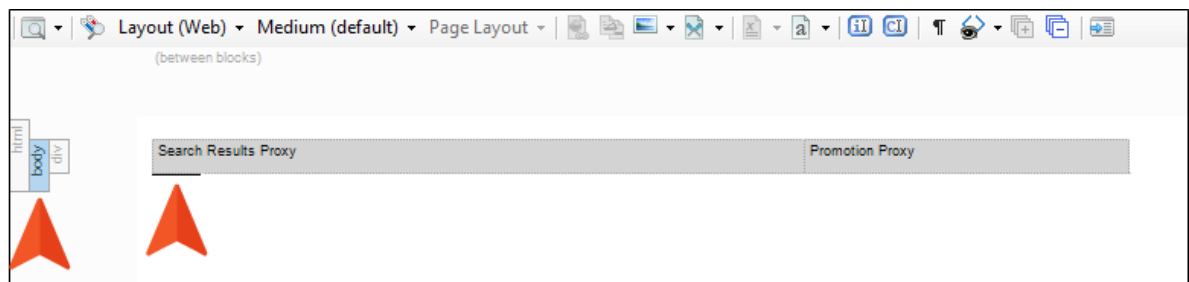 Layout (Web) Medium (default) Page Layout
(between blocks)
html
body
div
Search Results Proxy Promotion Proxy